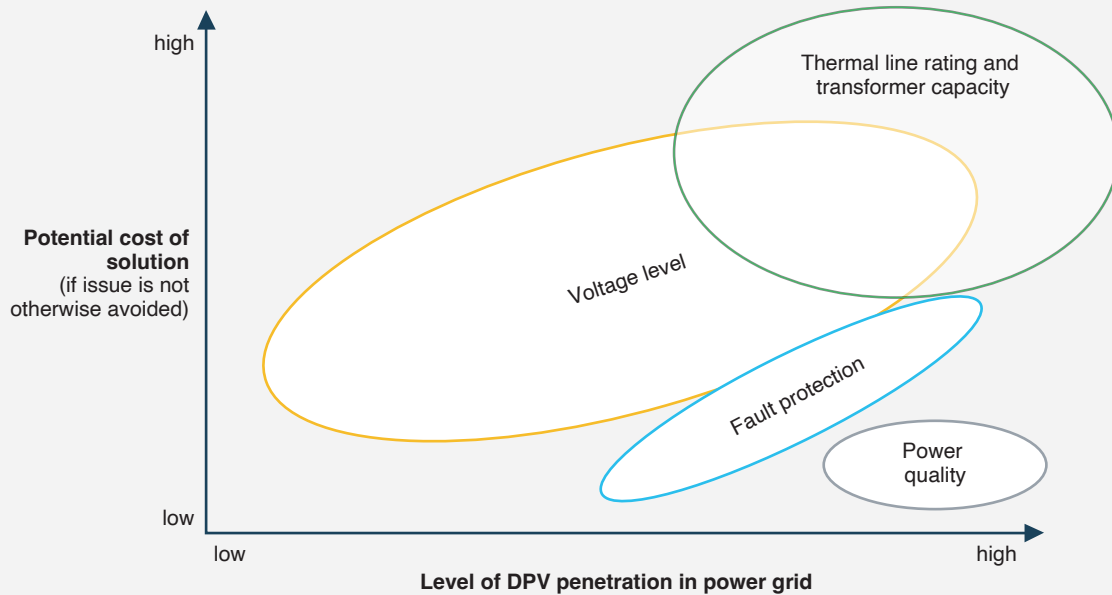 high
Thermal line rating and
transformer capacity
Potential cost of
solution
(if issue is not
otherwise avoided)
Voltage level
Fault protection
Power
quality
low
low
high
Level of DPV penetration in power grid